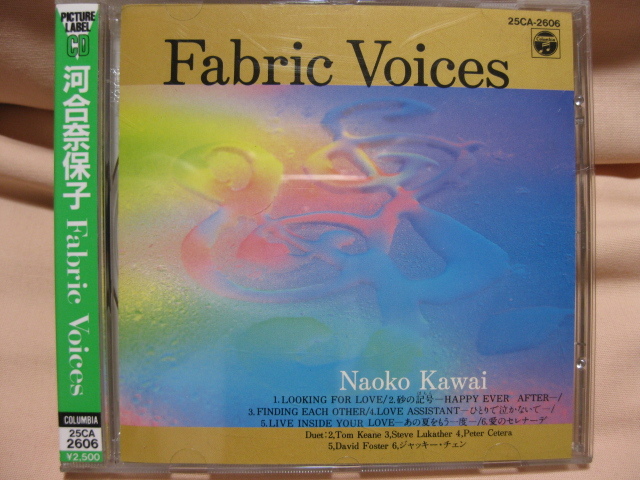 PICTURE
LABEL
CD
河合奈保子 Fabric Voices
COLUMBIA
25CA
2606
¥2,500
25CA-2606
Columbia
Fabric Voices
Naoko Kawai
1.LOOKING FOR LOVE/2.砂の記号—HAPPY EVER AFTER—/
3.FINDING EACH OTHER/4.LOVE ASSISTANT—ひとりで泣かないで—/
5.LIVE INSIDE YOUR LOVE—あの夏をもう一度—/6.愛のセレナーデ
Duet:2,Tom Keane 3,Steve Lukather 4,Peter Cetera
5,David Foster 6,ジャッキー・チェン